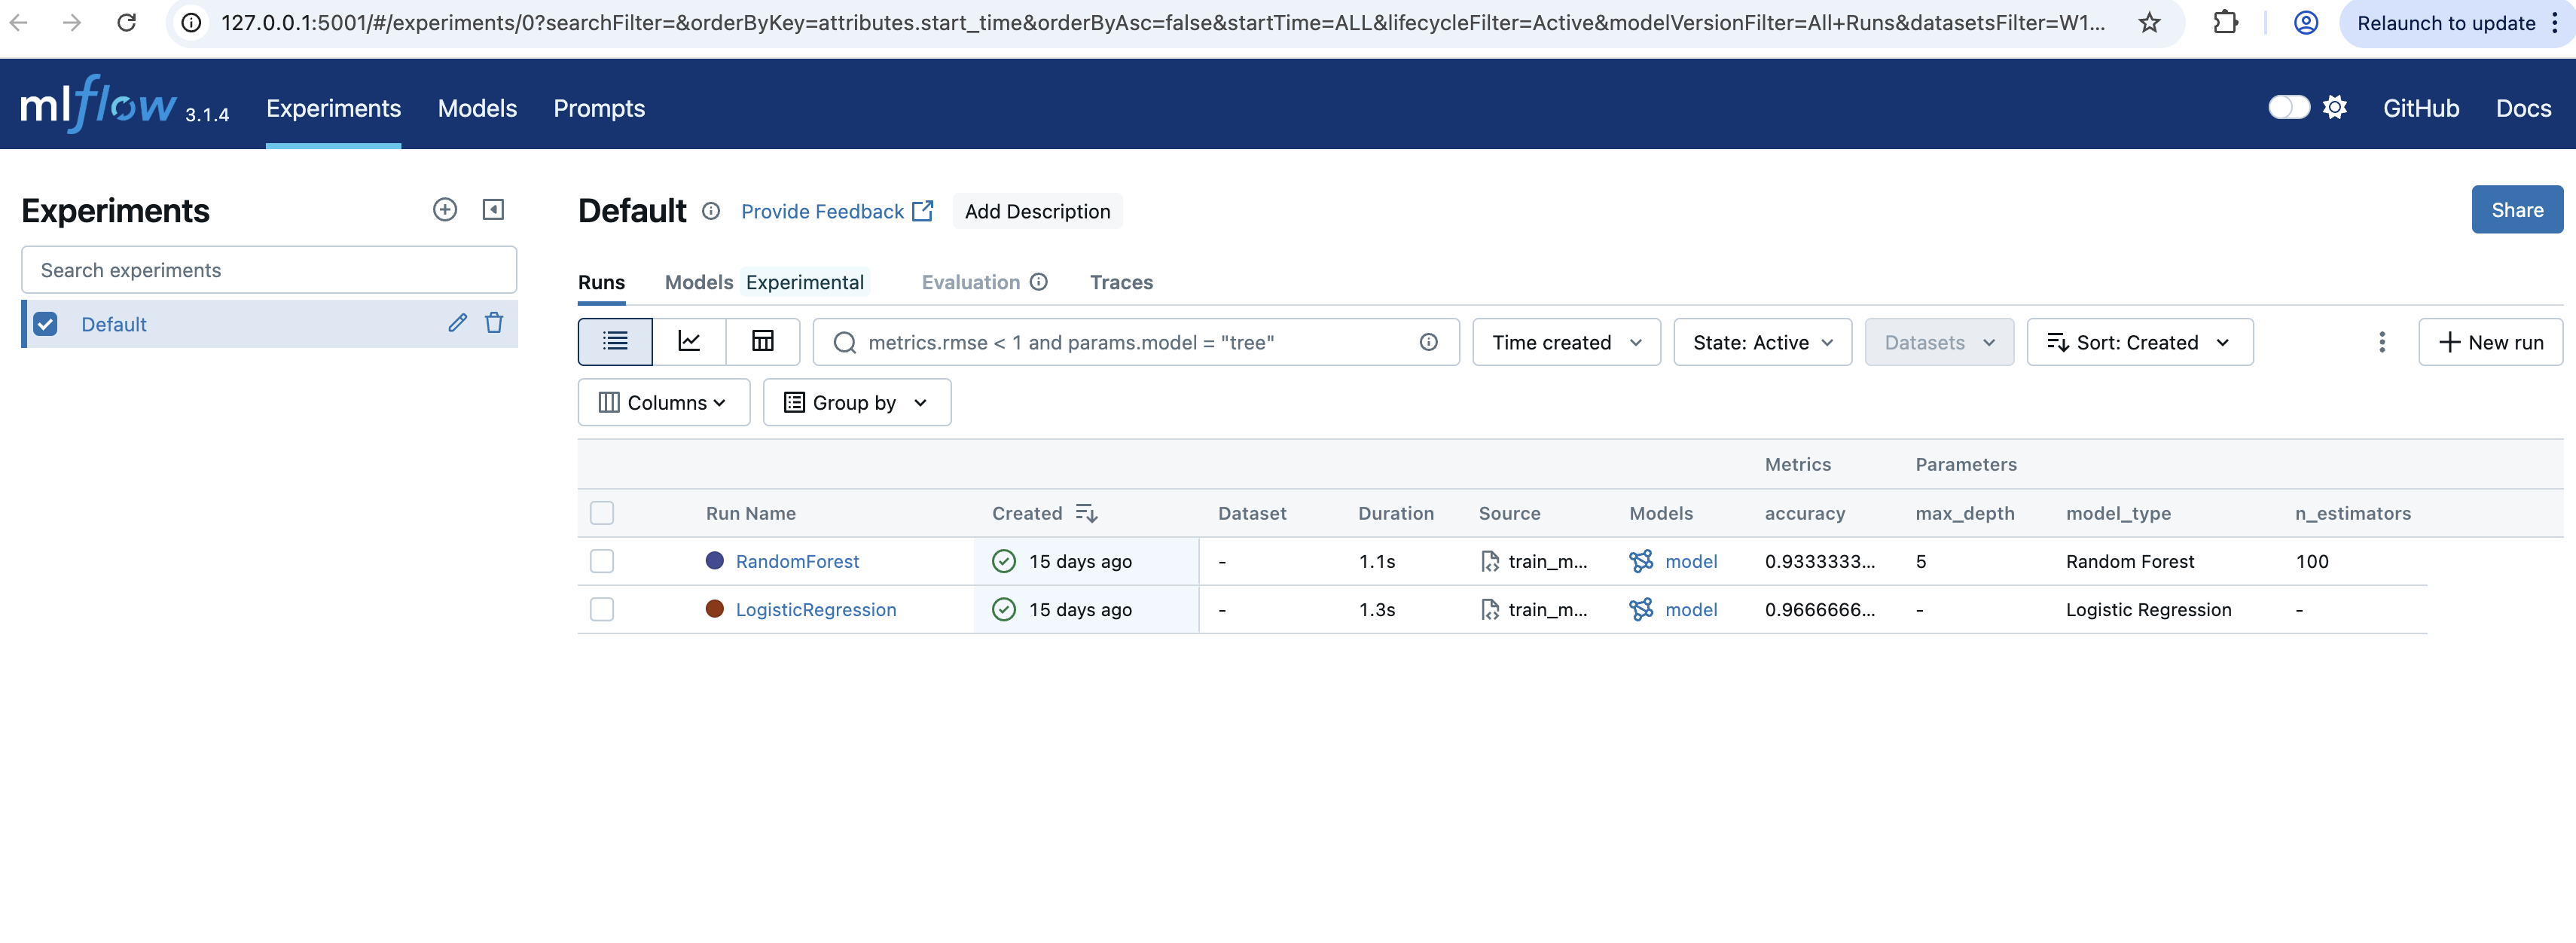 127.0.0.1:5001/#/experiments/0?searchFilter=&orderByKey=attributes.start_time&orderByAsc=false&startTime=ALL&lifecycleFilter=Active&modelVersionFilter=All+Runs&datasetsFilter=W1... Relaunch to update
mlflow 3.1.4 Experiments Models Prompts GitHub Docs
Experiments
Search experiments
Default
Default Provide Feedback Add Description Share
Runs Models Experimental Evaluation Traces
metrics.rmse < 1 and params.model = "tree" Time created State: Active Datasets Sort: Created New run
Columns Group by
Metrics Parameters
Run Name Created Dataset Duration Source Models accuracy max_depth model_type n_estimators
RandomForest 15 days ago - 1.1s train_m... model 0.9333333... 5 Random Forest 100
LogisticRegression 15 days ago - 1.3s train_m... model 0.9666666... - Logistic Regression -